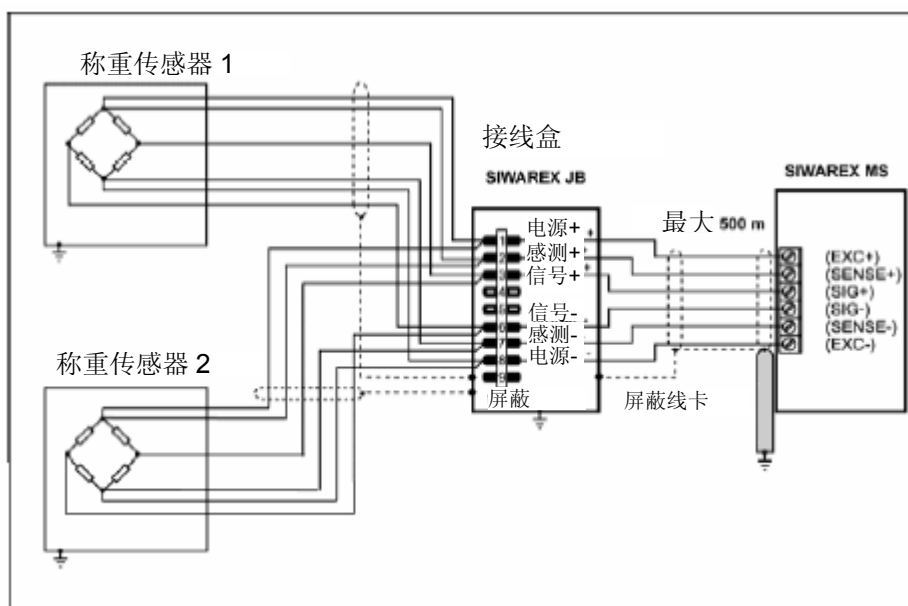 称重传感器 1
接线盒
SIWAREX JB
SIWAREX MS
最大 500 m
1 电源+ +
2 感测+ +
3 信号+ +
4
5 信号-
6 感测-
7 电源-
8
9
屏蔽
屏蔽线卡
(EXC+)
(SENSE+)
(SIG+)
(SIG-)
(SENSE-)
(EXC-)
称重传感器 2